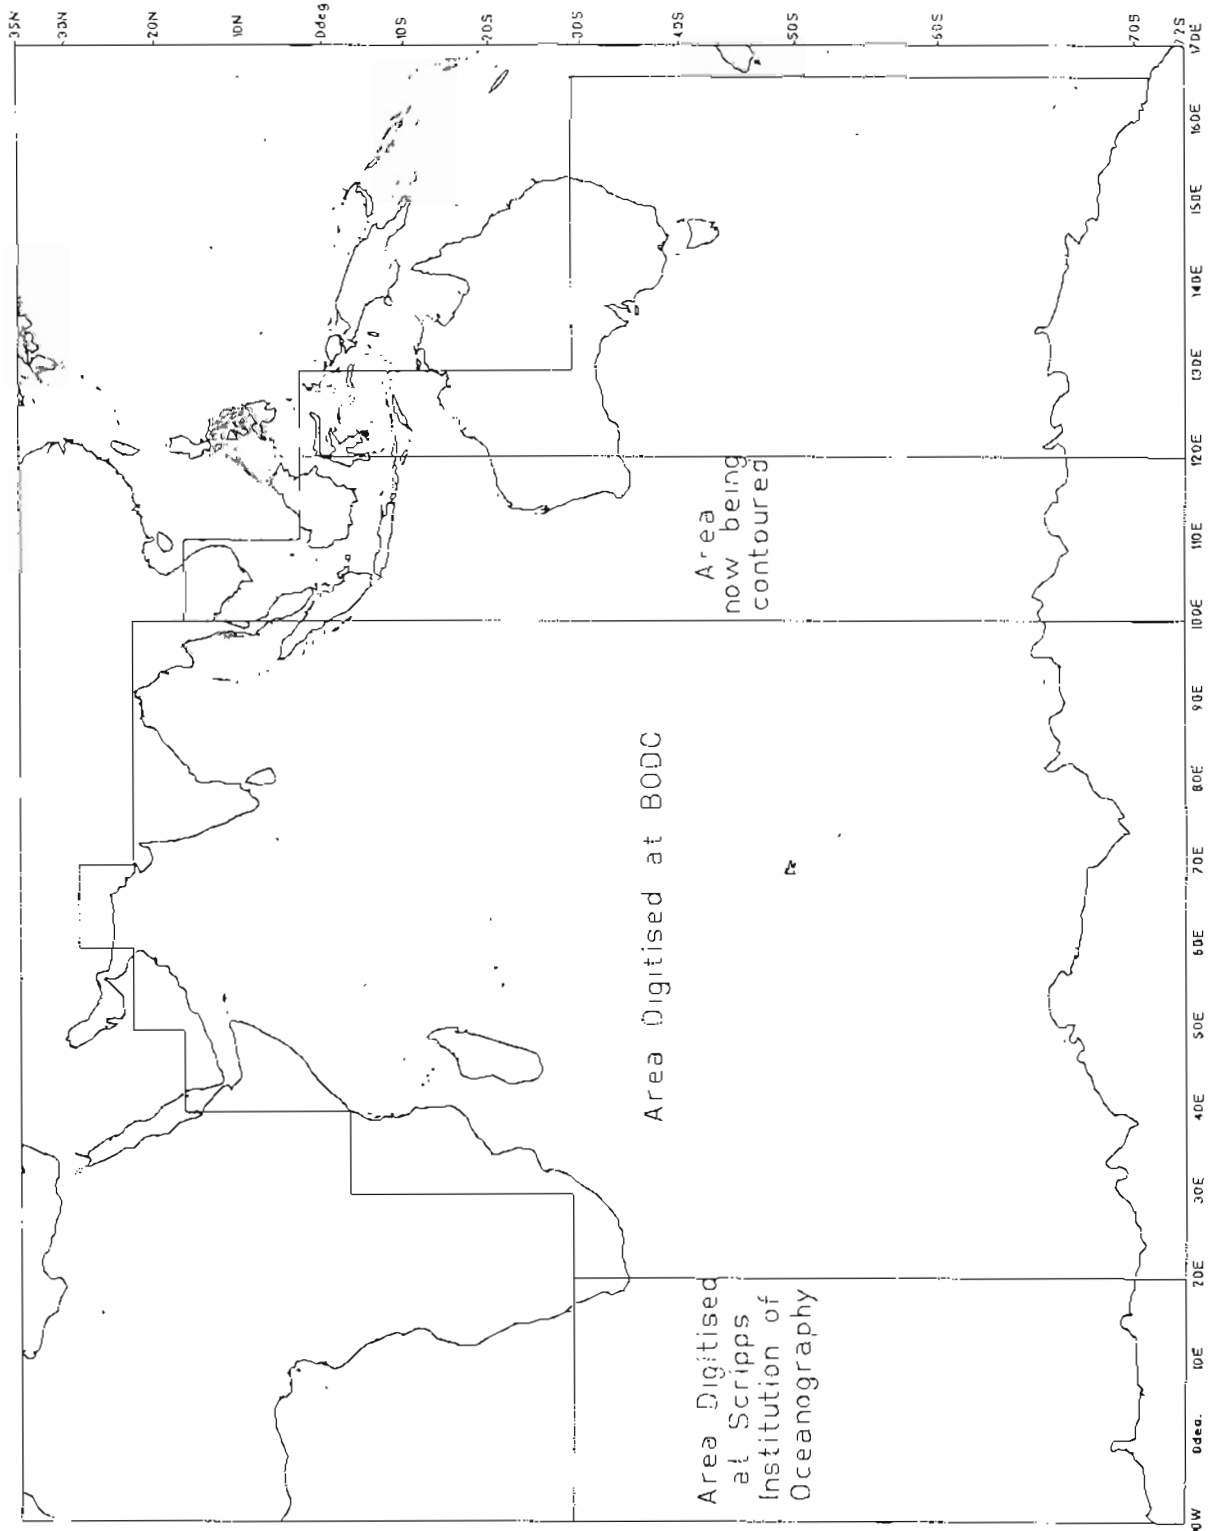 35N
30N
20N
10N
0deg
10S
20S
30S
40S
50S
60S
70S
72S
Area Digitised
at Scripps
Institution of
Oceanography
Area Digitised at BODC
Area
now being
contoured
0deg.
10E
20E
30E
40E
50E
60E
70E
80E
90E
100E
110E
120E
130E
140E
150E
160E
170E